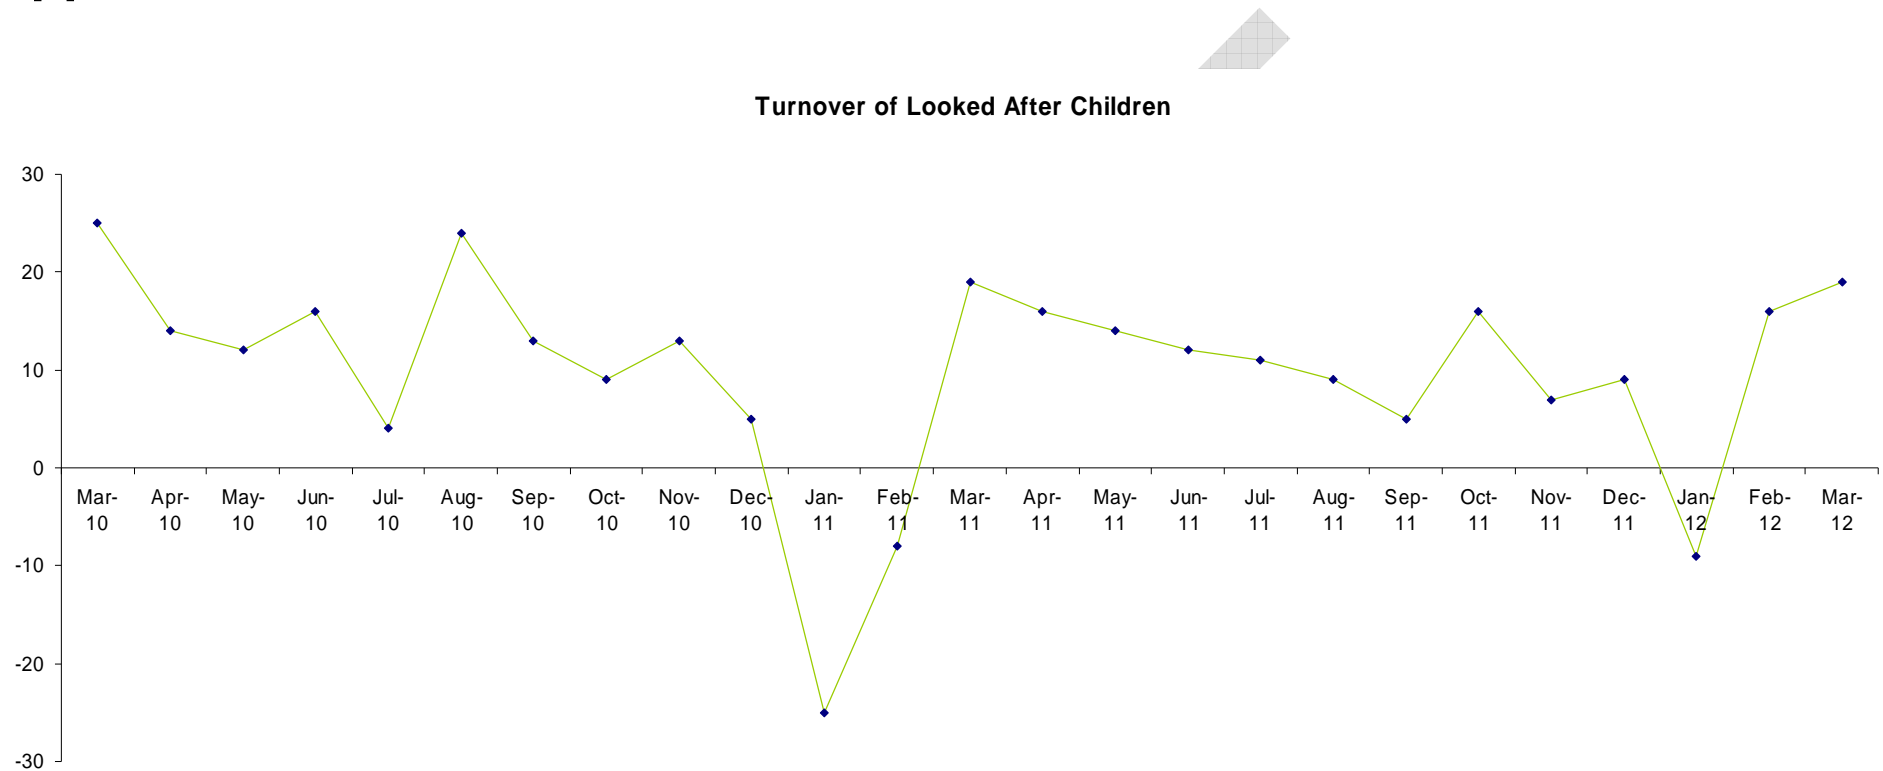 Turnover of Looked After Children
30
20
10
0
-10
-20
-30
Mar- Apr- May- Jun- Jul- Aug- Sep- Oct- Nov- Dec- Jan- Feb- Mar- Apr- May- Jun- Jul- Aug- Sep- Oct- Nov- Dec- Jan- Feb- Mar-
10 10 10 10 10 10 10 10 10 10 11 11 11 11 11 11 11 11 11 11 11 11 12 12 12